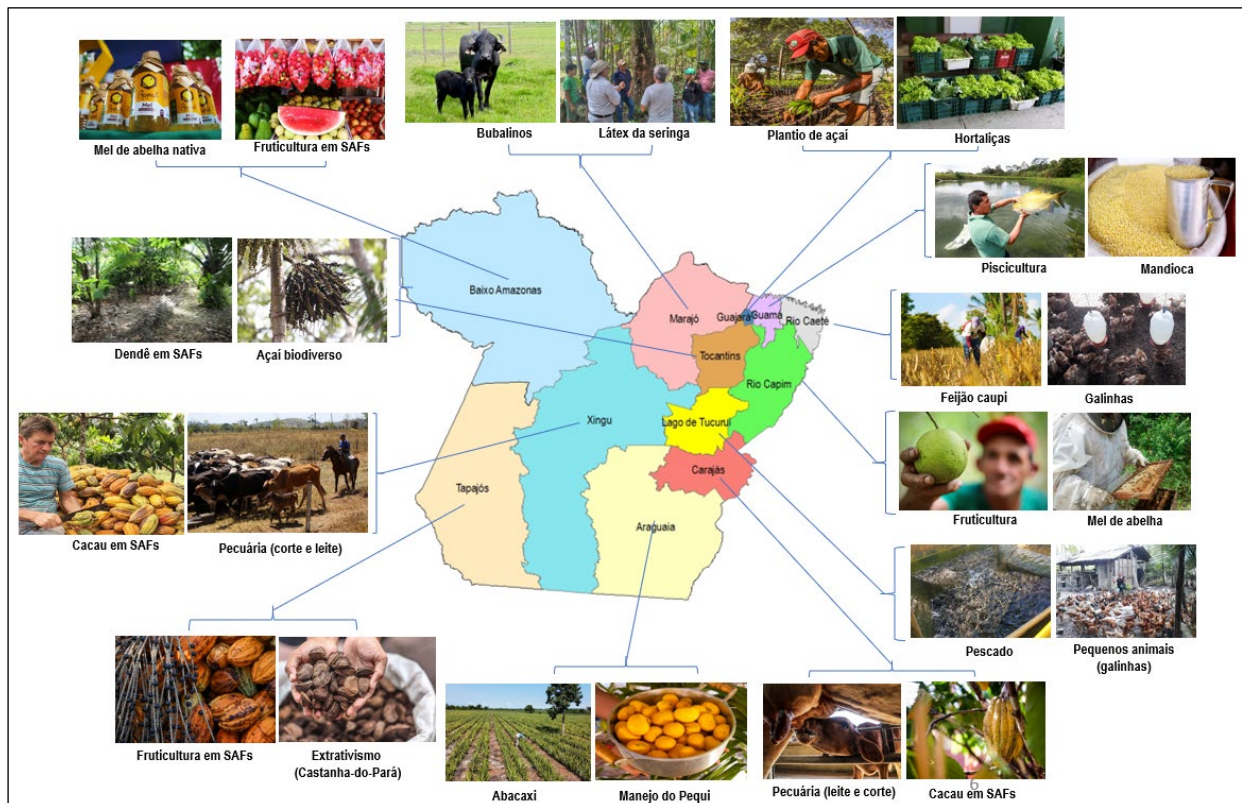 Mel de abelha nativa
Fruticultura em SAFs
Bubalinos
Látex da seringa
Plantio de açaí
Hortaliças
Piscicultura
Mandioca
Dendê em SAFs
Açaí biodiverso
Baixo Amazonas
Marajó
Guajará
Guamá
Rio Caeté
Tocantins
Rio Capim
Xingu
Lago de Tucuruí
Carajás
Tapajós
Araguaia
Feijão caupi
Galinhas
Cacau em SAFs
Pecuária (corte e leite)
Fruticultura
Mel de abelha
Pescado
Pequenos animais
(galinhas)
Fruticultura em SAFs
Extrativismo
(Castanha-do-Pará)
Abacaxi
Manejo do Pequi
Pecuária (leite e corte)
Cacau em SAFs
6